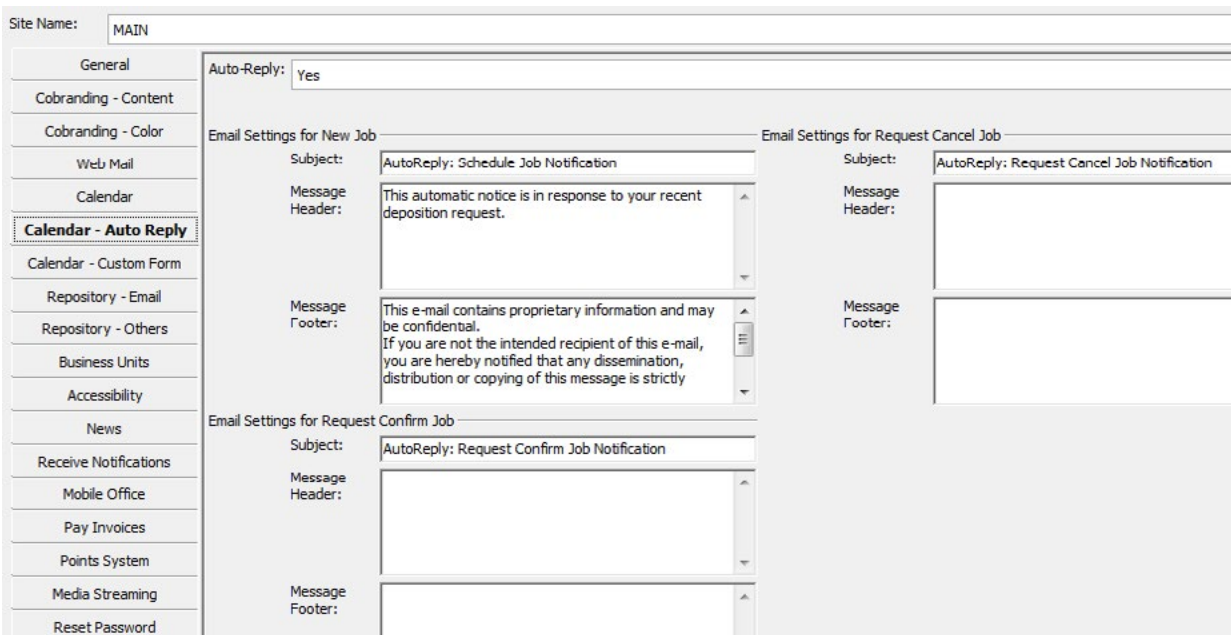 Site Name: MAIN
General
Cobranding - Content
Cobranding - Color
Web Mail
Calendar
Calendar - Auto Reply
Calendar - Custom Form
Repository - Email
Repository - Others
Business Units
Accessibility
News
Receive Notifications
Mobile Office
Pay Invoices
Points System
Media Streaming
Reset Password
Auto-Reply: Yes
Email Settings for New Job
Subject: AutoReply: Schedule Job Notification
Message
Header:
This automatic notice is in response to your recent
deposition request.
Message
Footer:
This e-mail contains proprietary information and may
be confidential.
If you are not the intended recipient of this e-mail,
you are hereby notified that any dissemination,
distribution or copying of this message is strictly
Email Settings for Request Cancel Job
Subject: AutoReply: Request Cancel Job Notification
Message
Header:
Message
Footer:
Email Settings for Request Confirm Job
Subject: AutoReply: Request Confirm Job Notification
Message
Header:
Message
Footer: